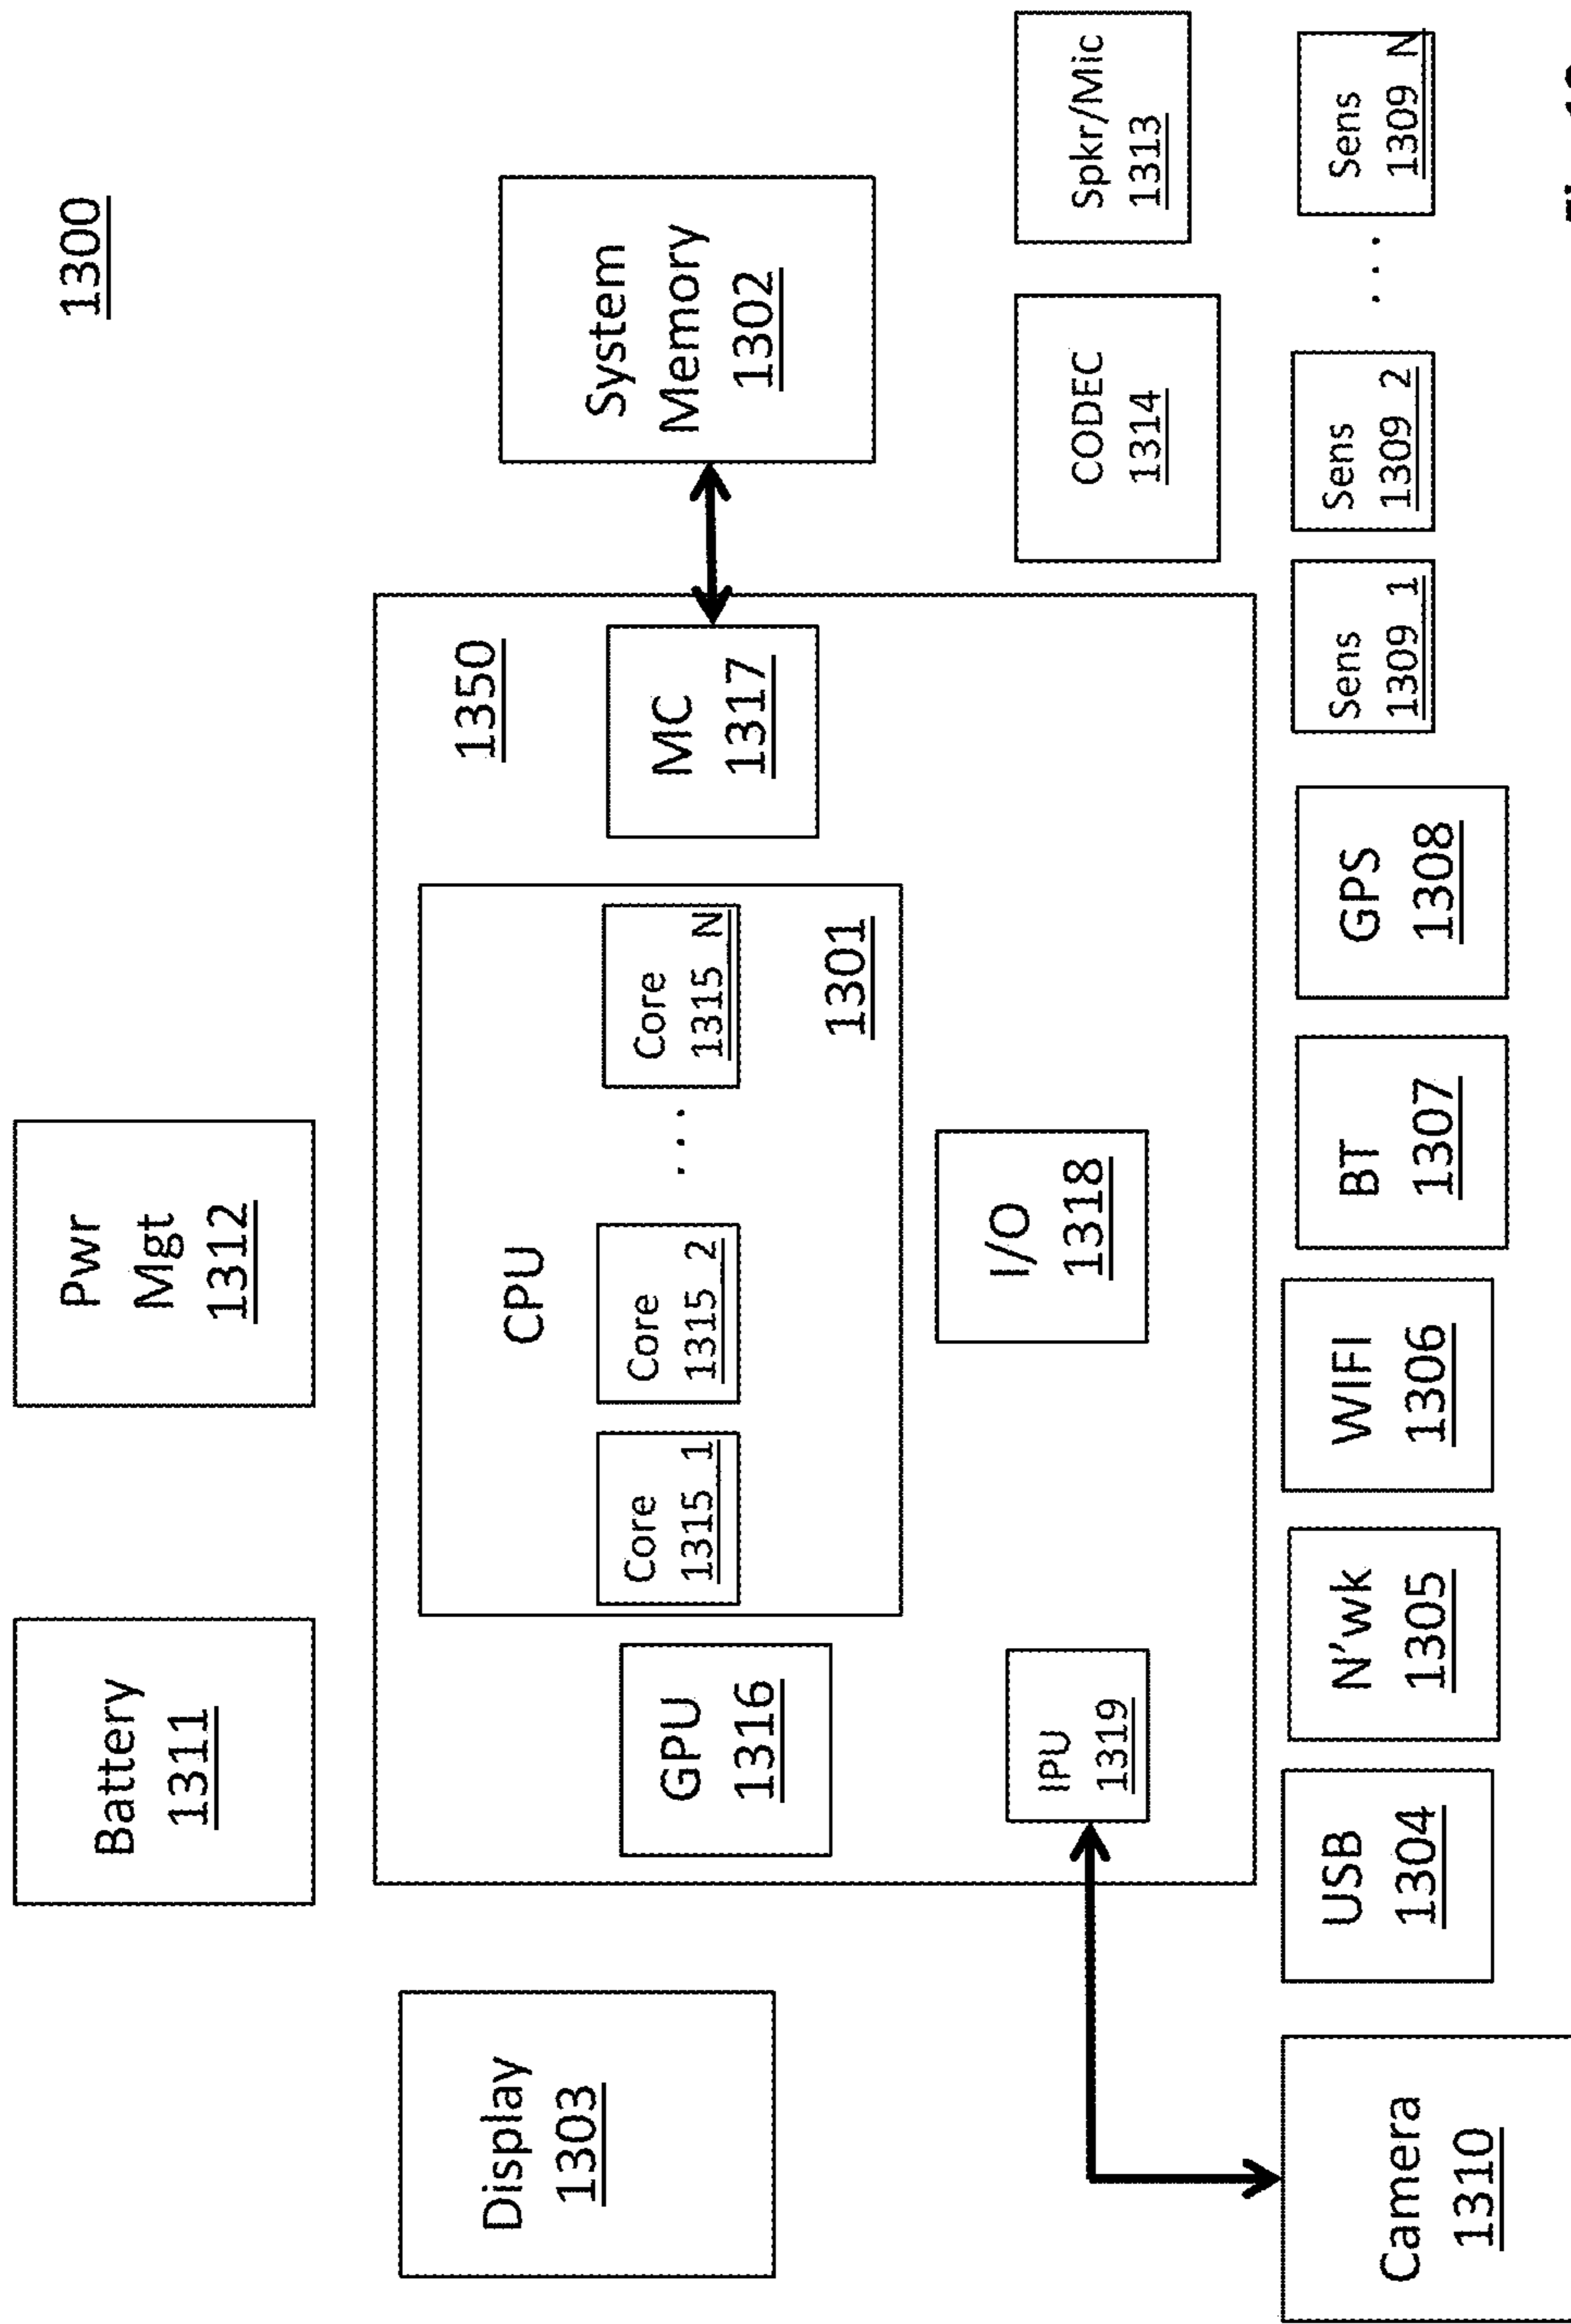 1300
Battery
1311
Pwr
Mgt
1312
Display
1303
1350
CPU
Core
1315_1
Core
1315_2
. . .
Core
1315_N
1301
GPU
1316
MC
1317
System
Memory
1302
IPU
1319
I/O
1318
CODEC
1314
Spkr/Mic
1313
Camera
1310
USB
1304
N'wk
1305
WIFI
1306
BT
1307
GPS
1308
Sens
1309_1
Sens
1309_2
. . .
Sens
1309_N